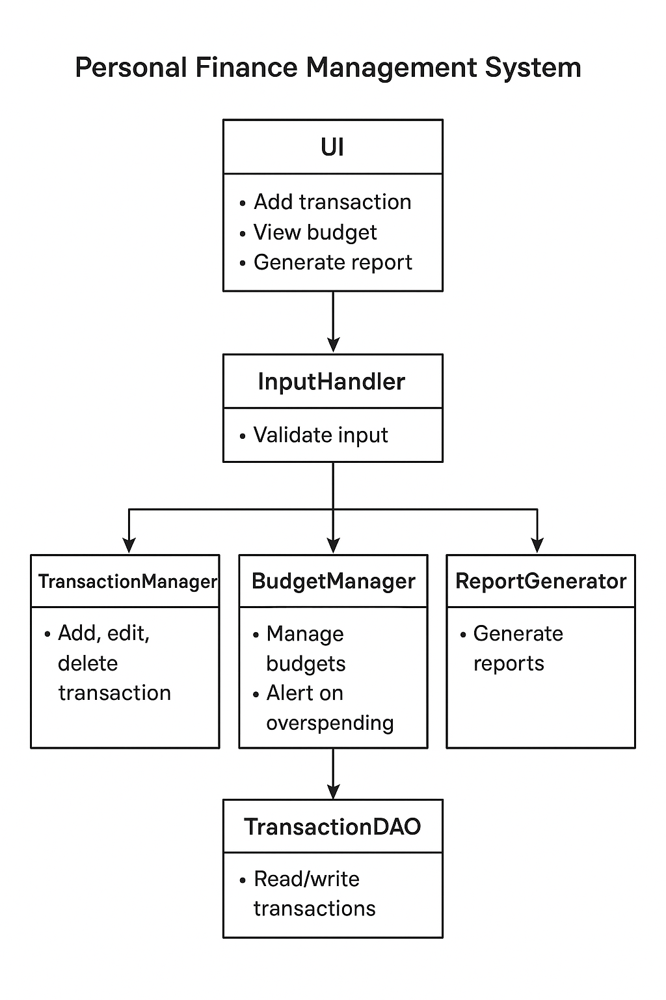 Personal Finance Management System
UI
• Add transaction
• View budget
• Generate report
InputHandler
• Validate input
TransactionManager
• Add, edit,
delete
transaction
BudgetManager
• Manage
budgets
• Alert on
overspending
ReportGenerator
• Generate
reports
TransactionDAO
• Read/write
transactions